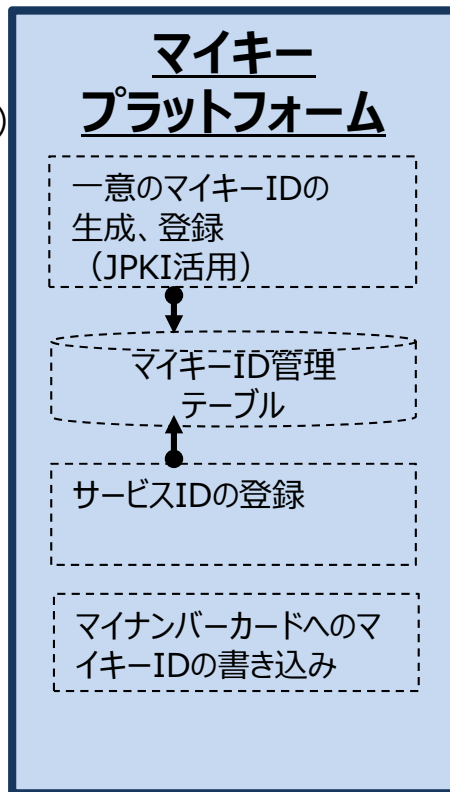 マイキー
プラットフォーム
)
一意のマイキーIDの
生成、登録
（JPKI活用）
マイキーID管理
テーブル
サービスIDの登録
マイナンバーカードへのマ
イキーIDの書き込み